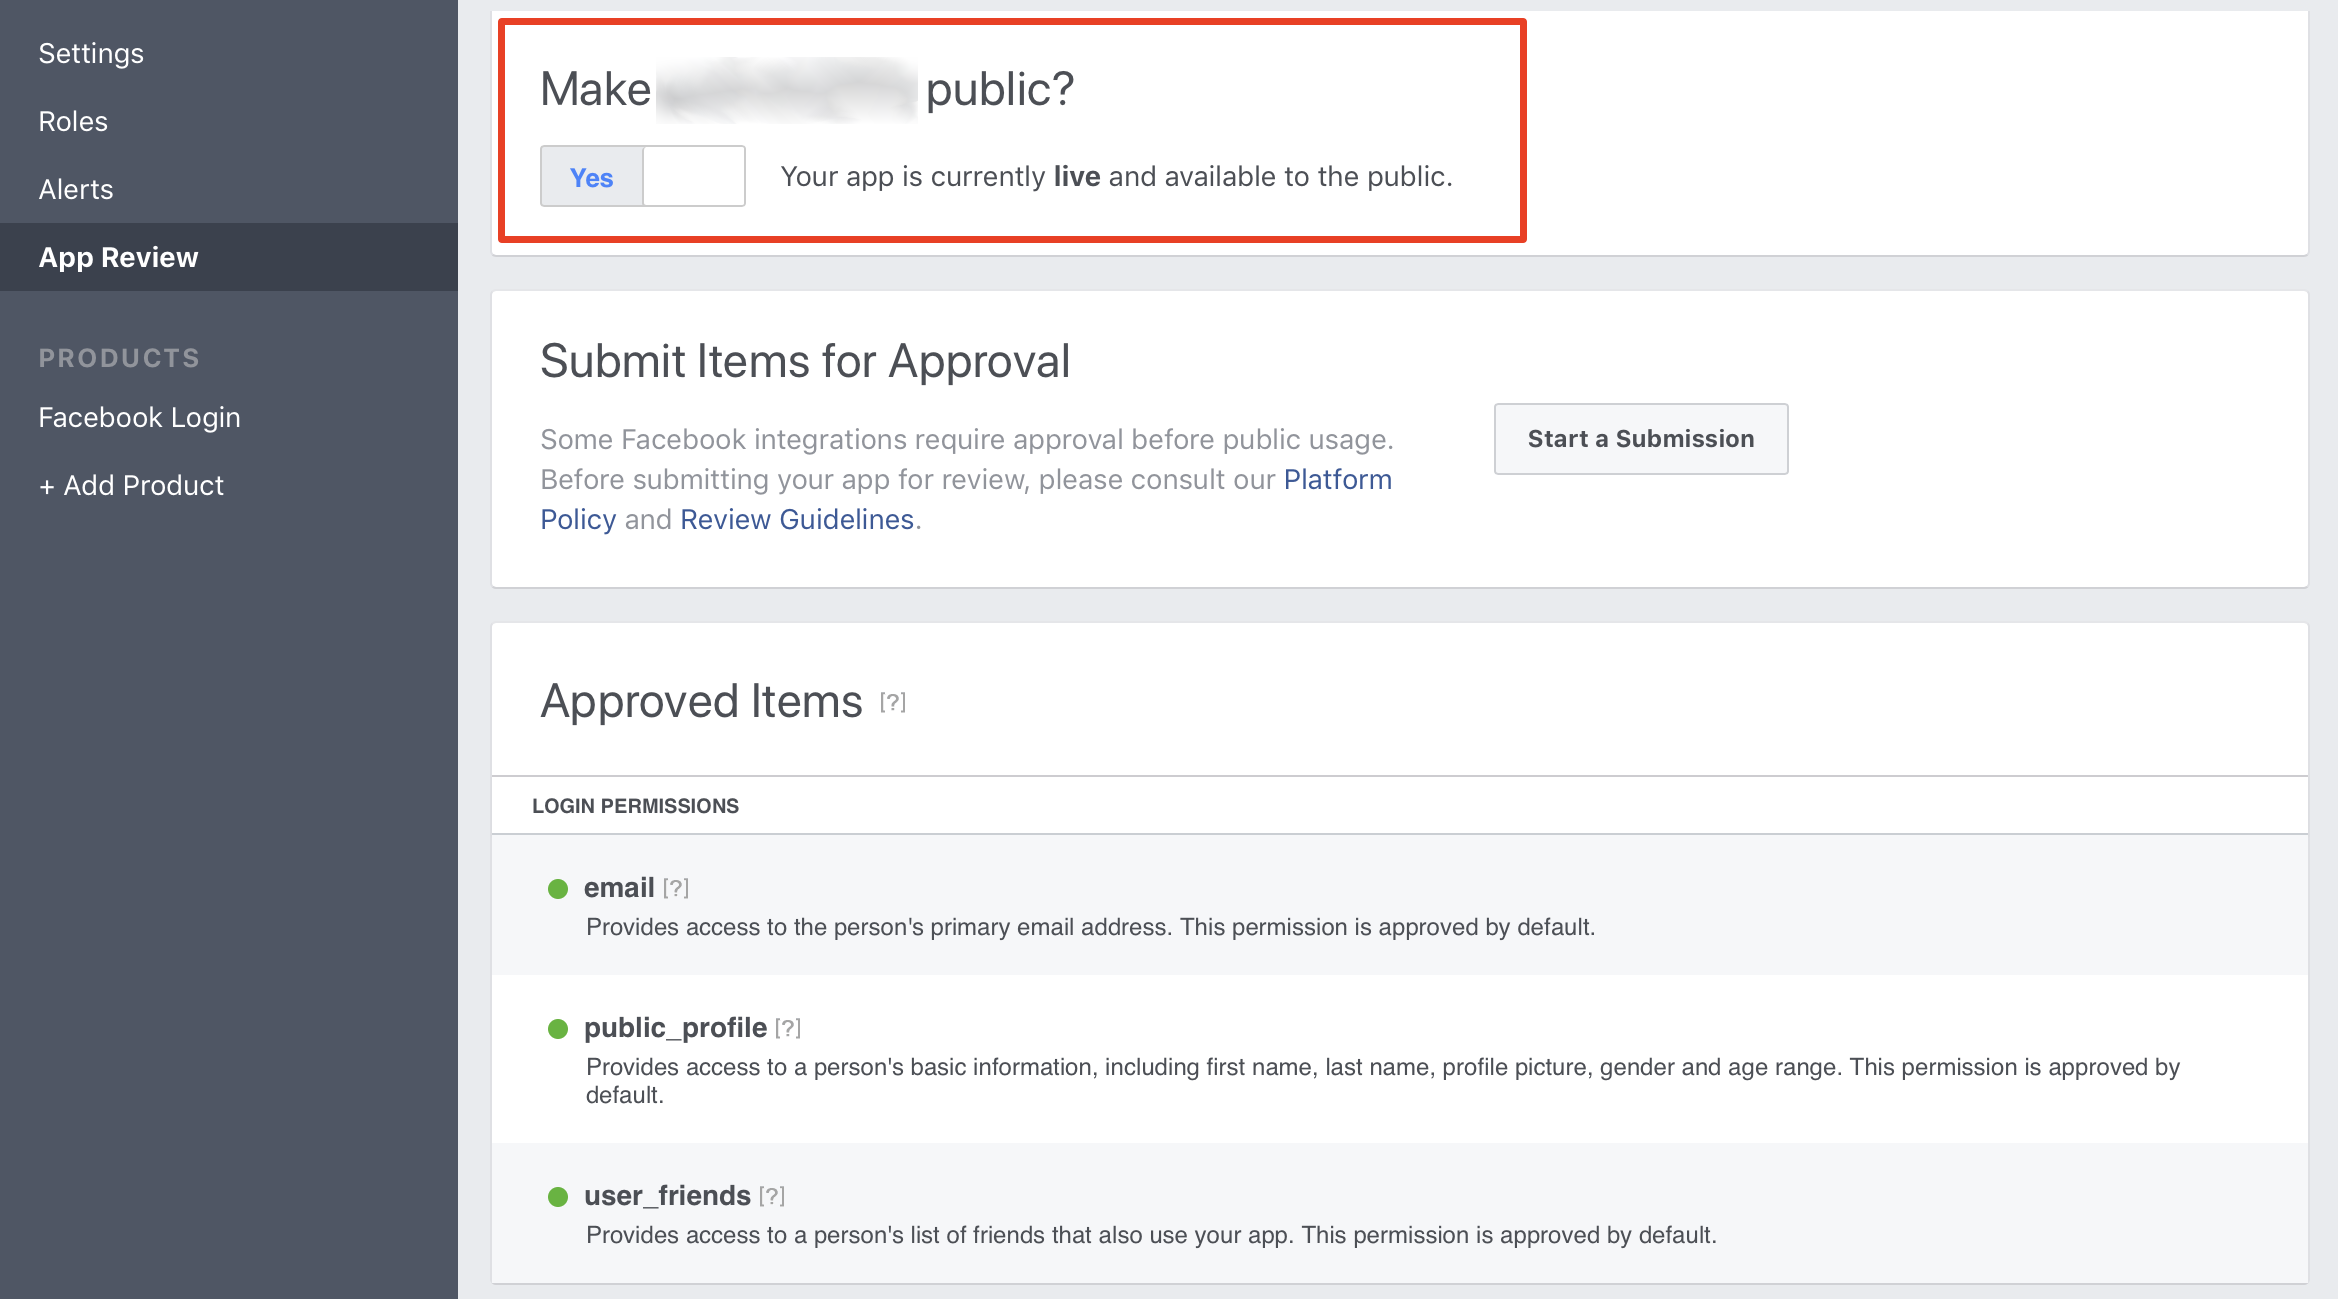 Settings
Roles
Alerts
App Review
PRODUCTS
Facebook Login
+ Add Product
Make public?
Yes
Your app is currently live and available to the public.
Submit Items for Approval
Some Facebook integrations require approval before public usage.
Before submitting your app for review, please consult our Platform
Policy and Review Guidelines.
Start a Submission
Approved Items [?]
LOGIN PERMISSIONS
email [?]
Provides access to the person's primary email address. This permission is approved by default.
public_profile [?]
Provides access to a person's basic information, including first name, last name, profile picture, gender and age range. This permission is approved by
default.
user_friends [?]
Provides access to a person's list of friends that also use your app. This permission is approved by default.